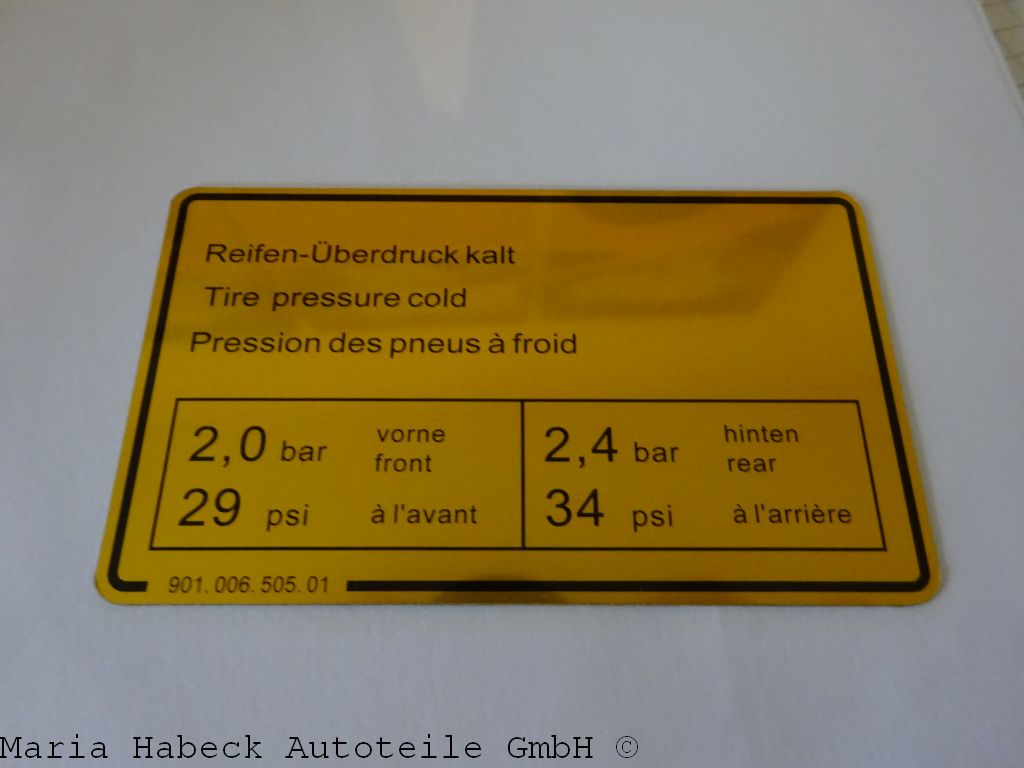 Reifen-Überdruck kalt
Tire pressure cold
Pression des pneus à froid
2,0 bar vorne front
29 psi à l'avant
2,4 bar hinten rear
34 psi à l'arrière
901.006.505.01
Maria Habeck Autoteile GmbH ©